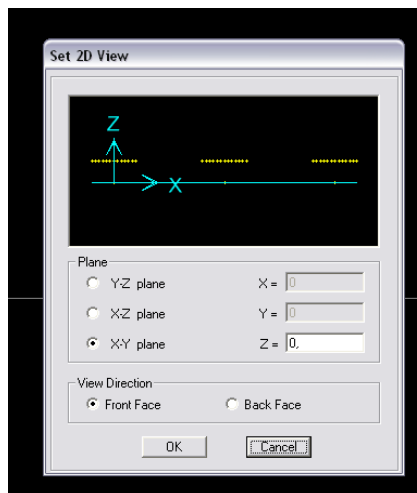 Set 2D View
Z
X
Plane
Y-Z plane X = 0
X-Z plane Y = 0
X-Y plane Z = 0,
View Direction
Front Face Back Face
OK Cancel